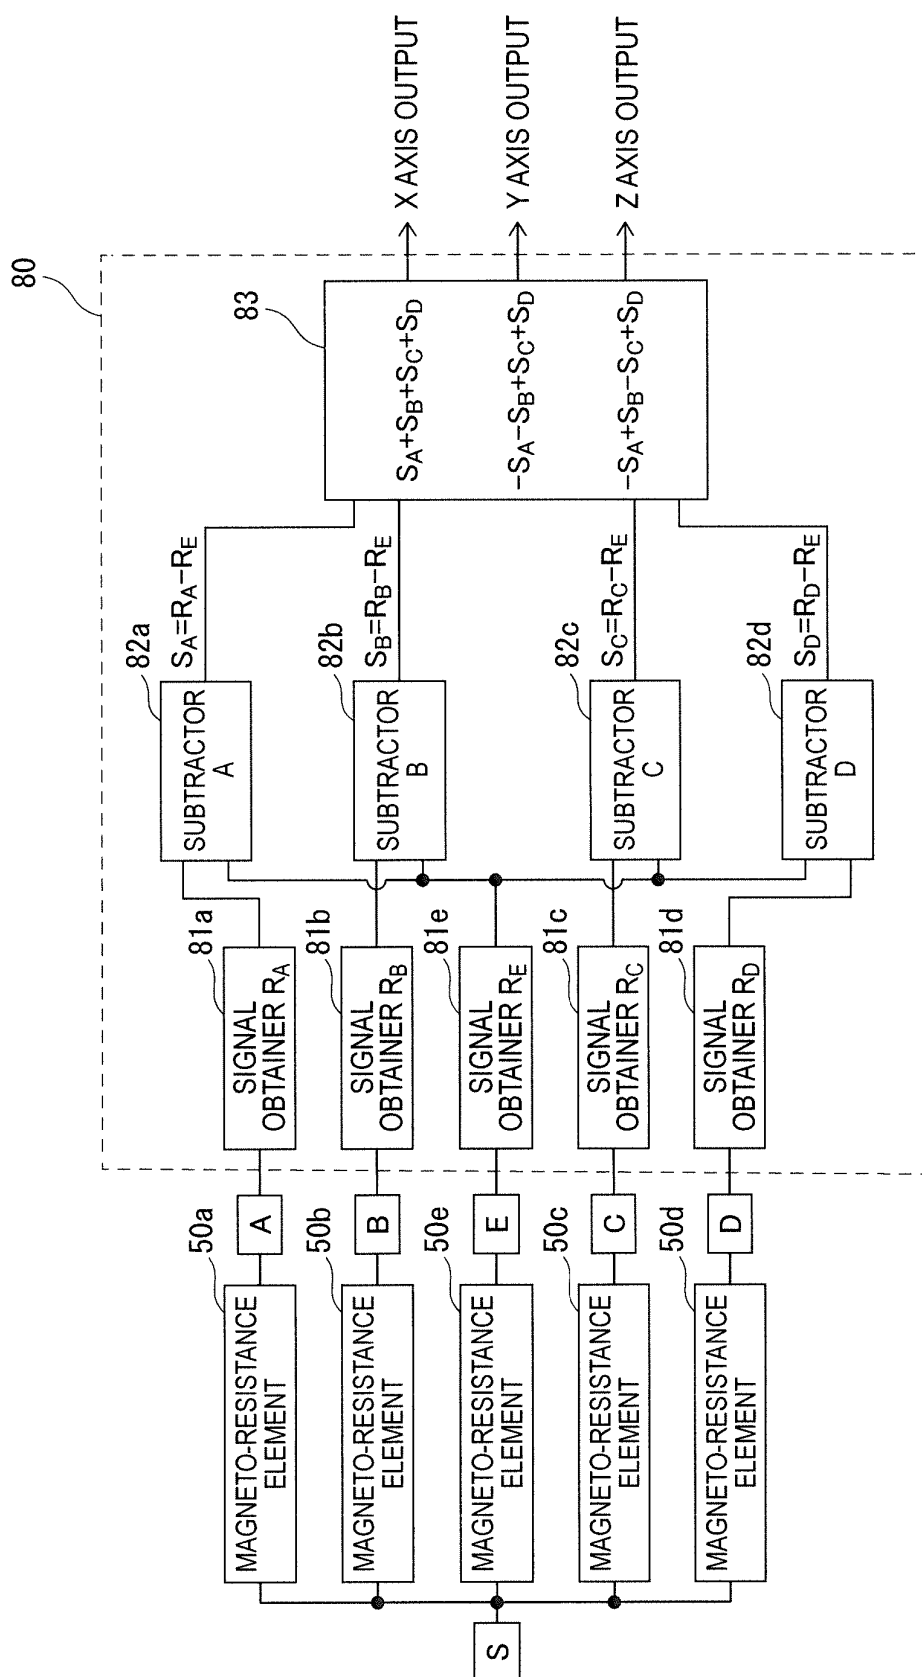 80
S
50a
MAGNETO-RESISTANCE
ELEMENT
A
81a
SIGNAL
OBTAINER RA
82a
SUBTRACTOR
A
SA=RA−RE
50b
MAGNETO-RESISTANCE
ELEMENT
B
81b
SIGNAL
OBTAINER RB
82b
SUBTRACTOR
B
SB=RB−RE
50e
MAGNETO-RESISTANCE
ELEMENT
E
81e
SIGNAL
OBTAINER RE
50c
MAGNETO-RESISTANCE
ELEMENT
C
81c
SIGNAL
OBTAINER RC
82c
SUBTRACTOR
C
SC=RC−RE
50d
MAGNETO-RESISTANCE
ELEMENT
D
81d
SIGNAL
OBTAINER RD
82d
SUBTRACTOR
D
SD=RD−RE
83
SA+SB+SC+SD
−SA−SB+SC+SD
−SA+SB−SC+SD
X AXIS OUTPUT
Y AXIS OUTPUT
Z AXIS OUTPUT